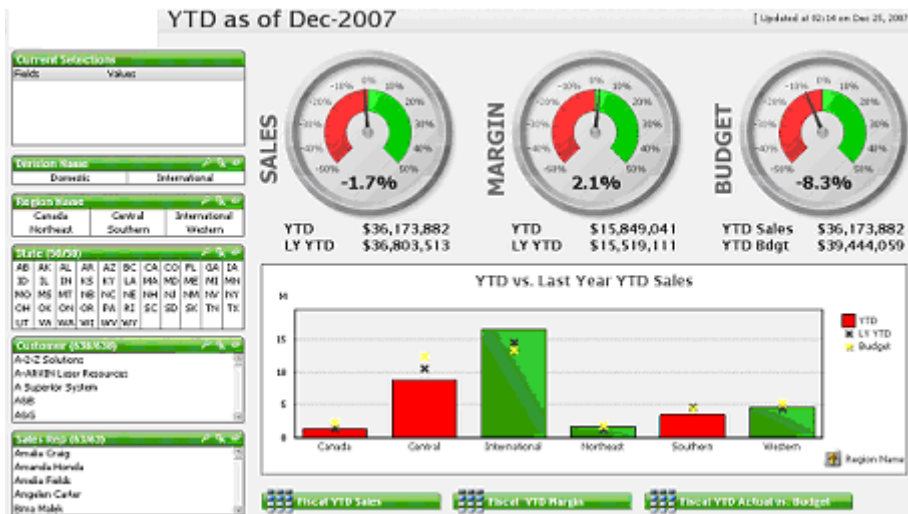 YTD as of Dec-2007
[ Updated at 02:14 on Dec 25, 2007
Current Selections
Fields Values
Division Name
Domestic International
Region Name
Canada Central International
Northeast Southern Western
State (50/50)
AB AK AL AR AZ BC CA CO FL GA IA
ID IL IN KS KY LA MA MD ME MI MN
MO MS MT NB NC NE NH NJ NM NV NY
OH OK ON OR PA RI SC SD SK TN TX
UT VA WA WI WV WY
Customer (638/638)
A-2-Z Solutions
A-ARVIN Laser Resources
A Superior System
A&B
A&G
Sales Rep (63/63)
Amalia Craig
Amanda Honda
Amelia Fields
Angelen Carter
Brna Malek
SALES
-50% -40% -30% -20% -10% 0% 10% 20% 30% 40% 50%
-1.7%
YTD $36,173,882
LY YTD $36,803,513
MARGIN
-50% -40% -30% -20% -10% 0% 10% 20% 30% 40% 50%
2.1%
YTD $15,849,041
LY YTD $15,519,111
BUDGET
-50% -40% -30% -20% -10% 0% 10% 20% 30% 40% 50%
-8.3%
YTD Sales $36,173,882
YTD Bdgt $39,444,059
YTD vs. Last Year YTD Sales
M
15
10
5
0
Canada Central International Northeast Southern Western
YTD
LY YTD
Budget
Region Name
Fiscal YTD Sales
Fiscal YTD Margin
Fiscal YTD Actual vs. Budget